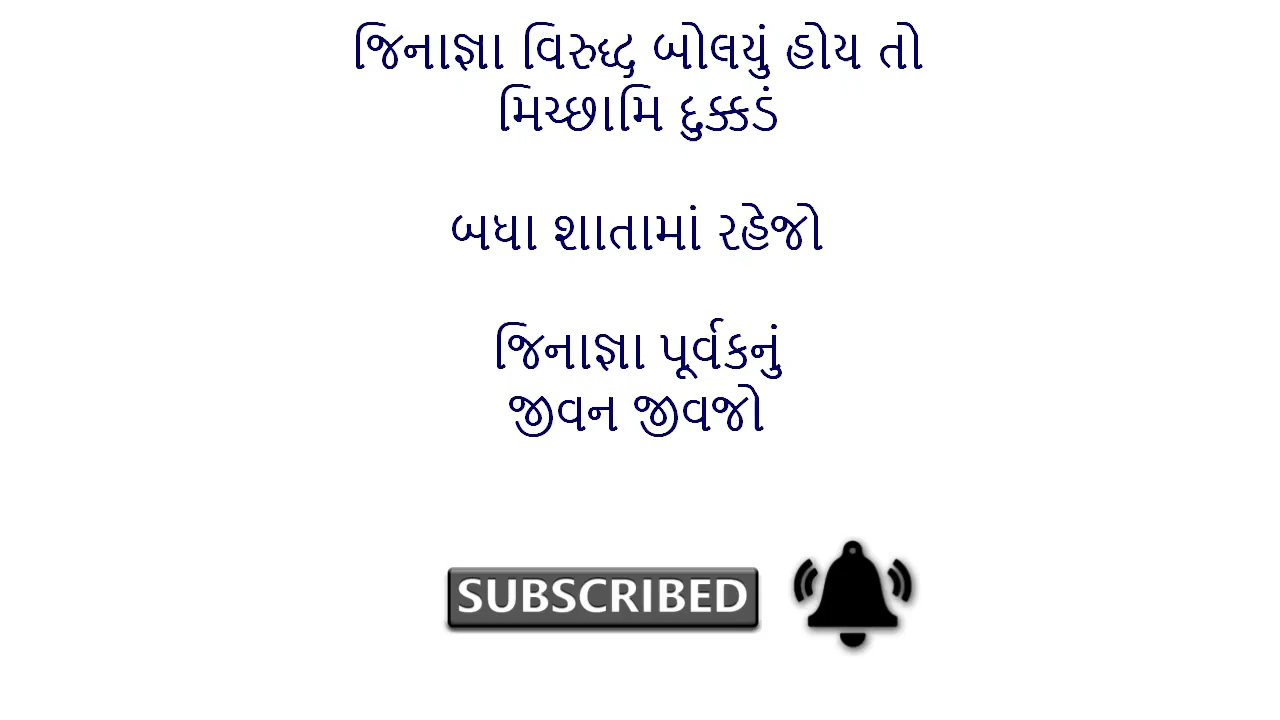 જિનાજ્ઞા વિરુદ્ધ બોલયું હોય તો
મિચ્છામિ દુક્કડં
બધા શાતામાં રહેજો
જિનાજ્ઞા પૂર્વકનું
જીવન જીવજો
SUBSCRIBED